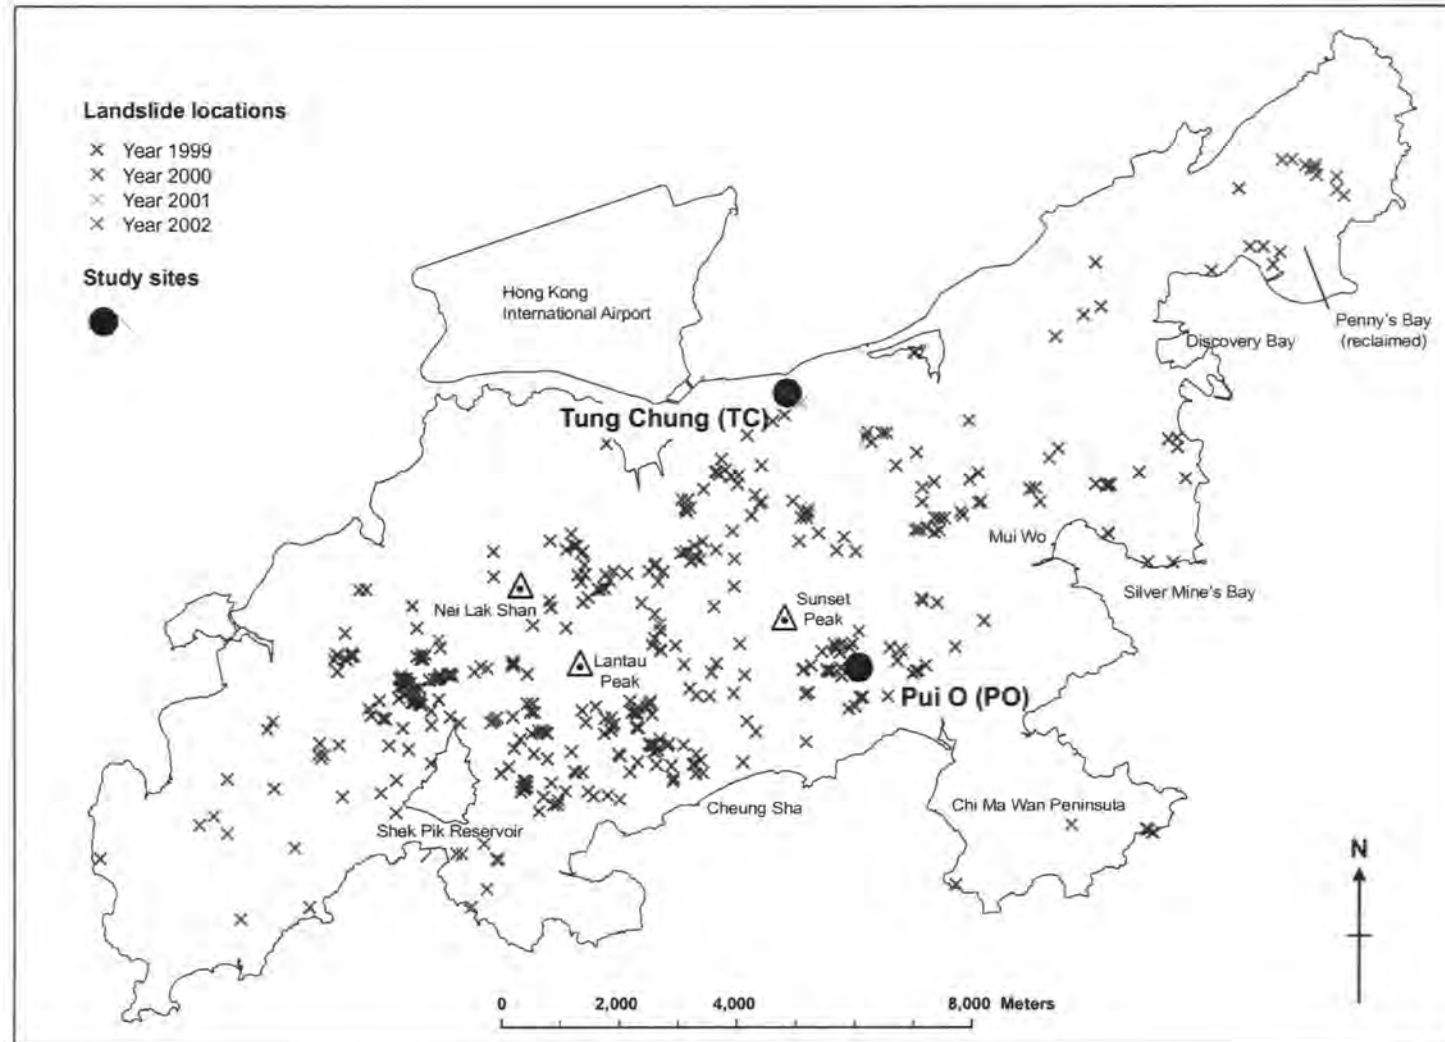 Landslide locations
Year 1999
Year 2000
Year 2001
Year 2002
Study sites
Hong Kong
International Airport
Penny's Bay
(reclaimed)
Discovery Bay
Tung Chung (TC)
Mui Wo
Silver Mine's Bay
Nei Lak Shan
Sunset
Peak
Lantau
Peak
Pui O (PO)
Cheung Sha
Chi Ma Wan Peninsula
Shek Pik Reservoir
N
0 2,000 4,000 8,000 Meters